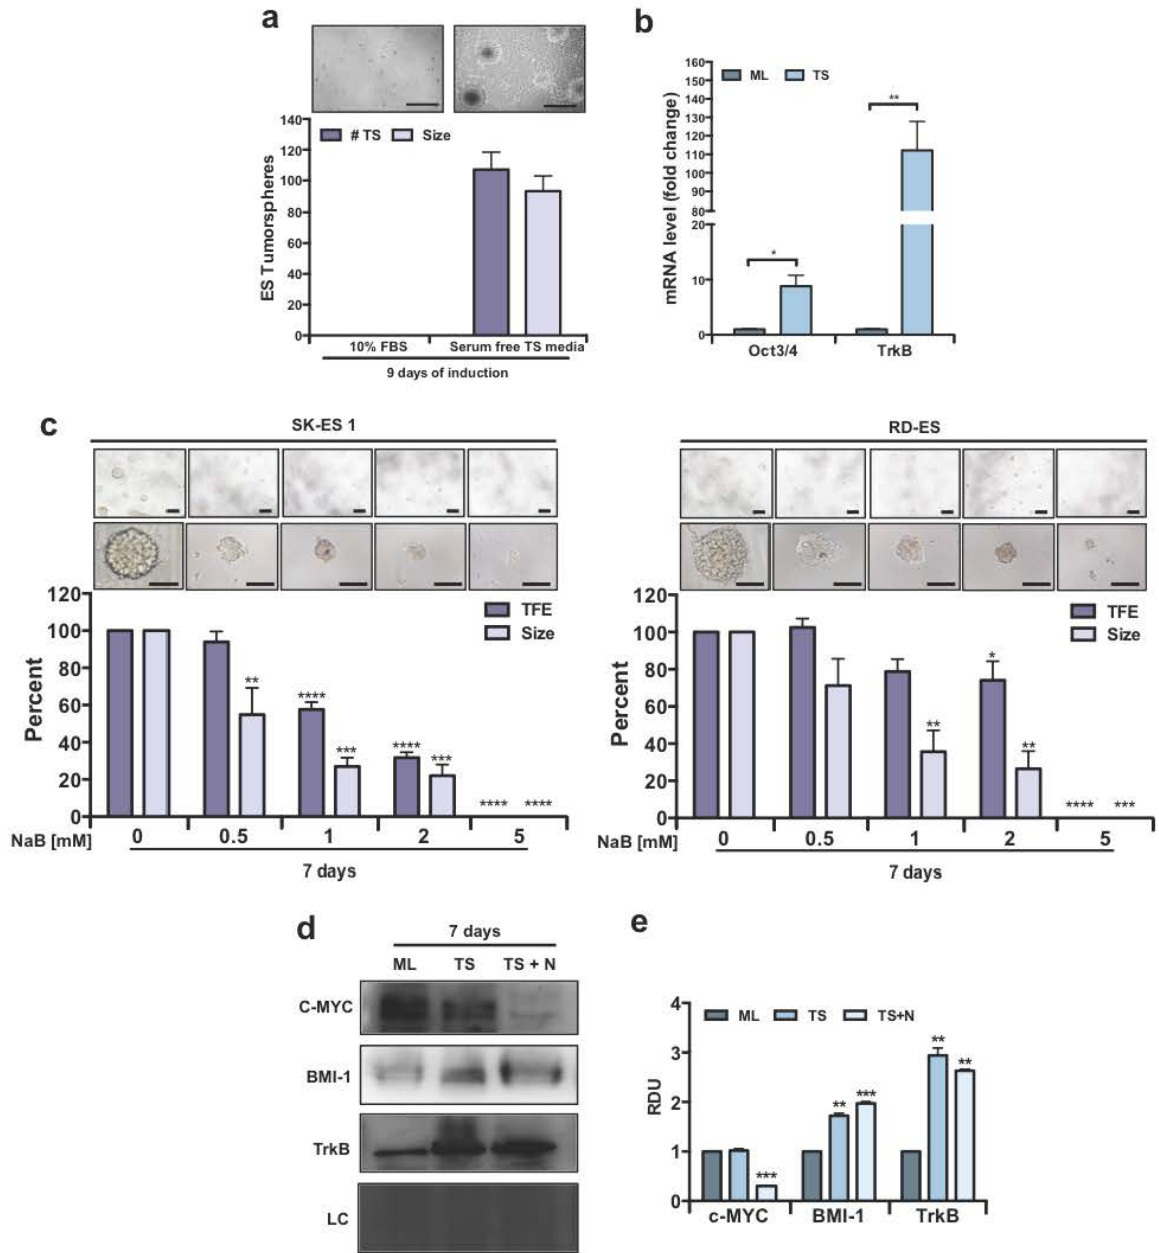 a
140
120
100
80
60
40
20
0
ES Tumorspheres
# TS
Size
10% FBS
Serum free TS media
9 days of induction
b
160
150
140
130
120
110
100
90
80
20
10
0
mRNA level (fold change)
ML
TS
*
**
Oct3/4
TrkB
c
SK-ES 1
120
100
80
60
40
20
0
Percent
TFE
Size
**
****
***
****
***
****
****
NaB [mM]
0
0.5
1
2
5
7 days
RD-ES
120
100
80
60
40
20
0
Percent
TFE
Size
**
*
**
****
***
NaB [mM]
0
0.5
1
2
5
7 days
d
7 days
ML
TS
TS + N
C-MYC
BMI-1
TrkB
LC
e
4
3
2
1
0
RDU
ML
TS
TS+N
***
**
***
**
**
c-MYC
BMI-1
TrkB